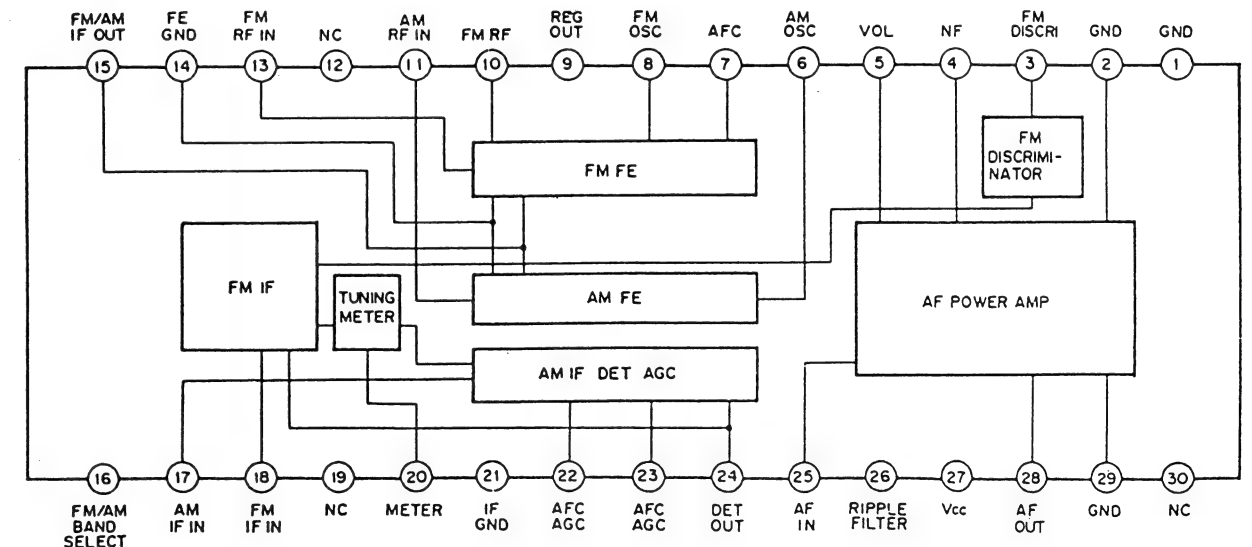 FM/AM
IF OUT
FE
GND
FM
RF IN
NC
AM
RF IN
FM RF
REG
OUT
FM
OSC
AFC
AM
OSC
VOL
NF
FM
DISCRI
GND
GND
15
14
13
12
11
10
9
8
7
6
5
4
3
2
1
FM FE
FM
DISCRIMI-
NATOR
FM IF
TUNING
METER
AM FE
AF POWER AMP
AM IF DET AGC
16
17
18
19
20
21
22
23
24
25
26
27
28
29
30
FM/AM
BAND
SELECT
AM
IF IN
FM
IF IN
NC
METER
IF
GND
AFC
AGC
AFC
AGC
DET
OUT
AF
IN
RIPPLE
FILTER
Vcc
AF
OUT
GND
NC